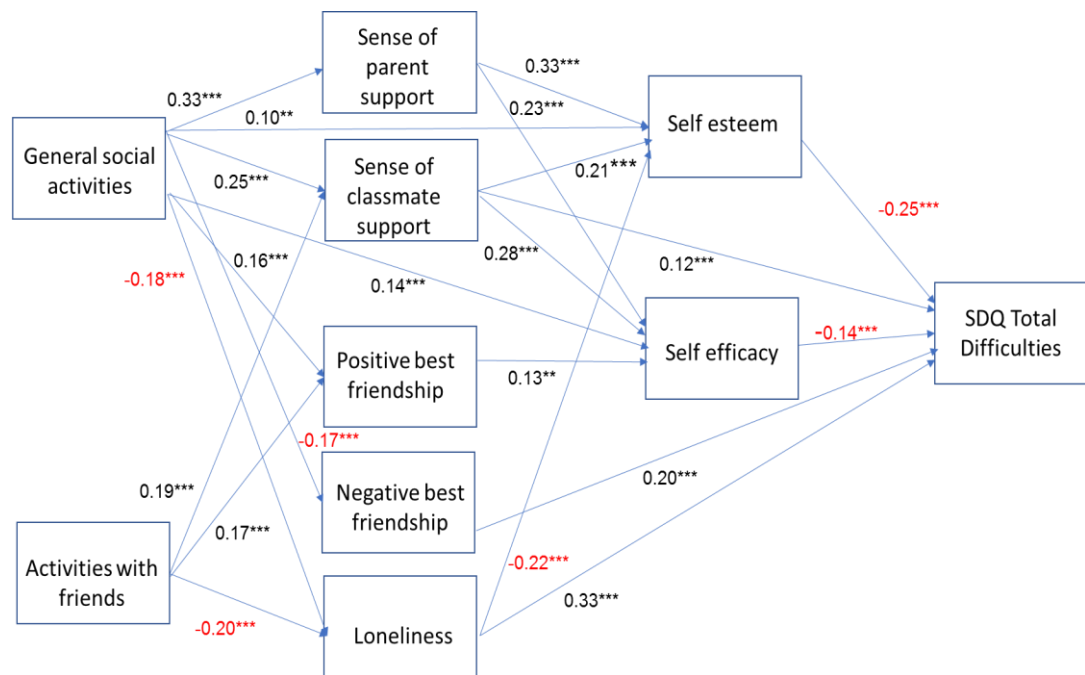 Sense of
parent
support
0.33***
0.33***
0.23***
0.10**
Self esteem
General social
activities
Sense of
classmate
support
0.21***
0.25***
-0.25***
0.28***
0.12***
0.16***
-0.18***
0.14***
SDQ Total
Difficulties
Positive best
friendship
Self efficacy
-0.14***
0.13**
-0.17***
Negative best
friendship
0.20***
0.19***
0.17***
Activities with
friends
-0.22***
0.33***
-0.20***
Loneliness